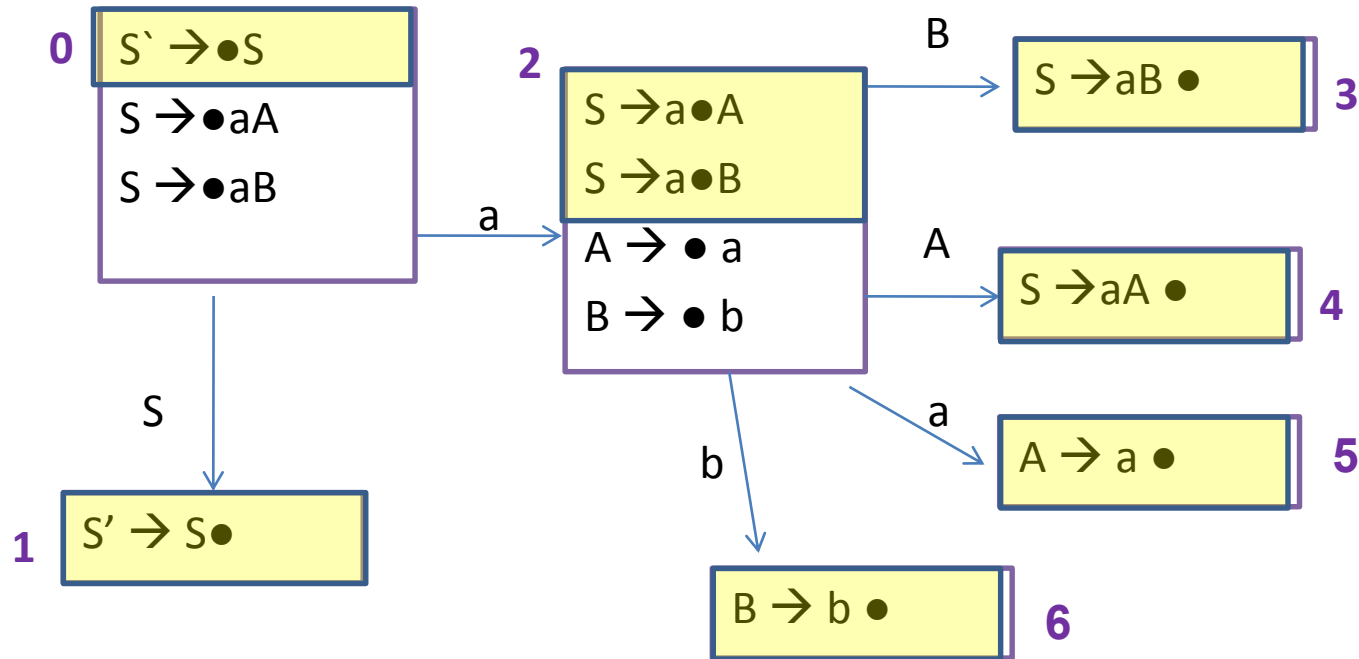 0
S` →●S
S →●aA
S →●aB
a
S
1
S’ → S●
2
S →a●A
S →a●B
A → ● a
B → ● b
B
S →aB ●
3
A
S →aA ●
4
a
A → a ●
5
b
B → b ●
6